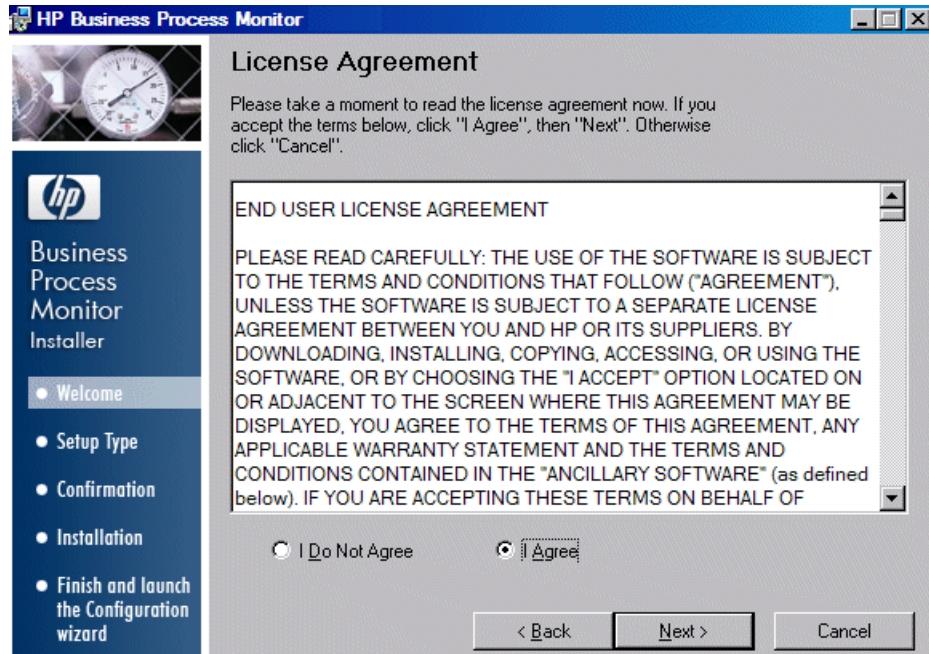 HP Business Process Monitor
License Agreement
Please take a moment to read the license agreement now. If you
accept the terms below, click "I Agree", then "Next". Otherwise
click "Cancel".
hp
Business
Process
Monitor
Installer
Welcome
Setup Type
Confirmation
Installation
Finish and launch
the Configuration
wizard
END USER LICENSE AGREEMENT
PLEASE READ CAREFULLY: THE USE OF THE SOFTWARE IS SUBJECT
TO THE TERMS AND CONDITIONS THAT FOLLOW ("AGREEMENT"),
UNLESS THE SOFTWARE IS SUBJECT TO A SEPARATE LICENSE
AGREEMENT BETWEEN YOU AND HP OR ITS SUPPLIERS. BY
DOWNLOADING, INSTALLING, COPYING, ACCESSING, OR USING THE
SOFTWARE, OR BY CHOOSING THE "I ACCEPT" OPTION LOCATED ON
OR ADJACENT TO THE SCREEN WHERE THIS AGREEMENT MAY BE
DISPLAYED, YOU AGREE TO THE TERMS OF THIS AGREEMENT, ANY
APPLICABLE WARRANTY STATEMENT AND THE TERMS AND
CONDITIONS CONTAINED IN THE "ANCILLARY SOFTWARE" (as defined
below). IF YOU ARE ACCEPTING THESE TERMS ON BEHALF OF
I Do Not Agree
I Agree
< Back
Next >
Cancel